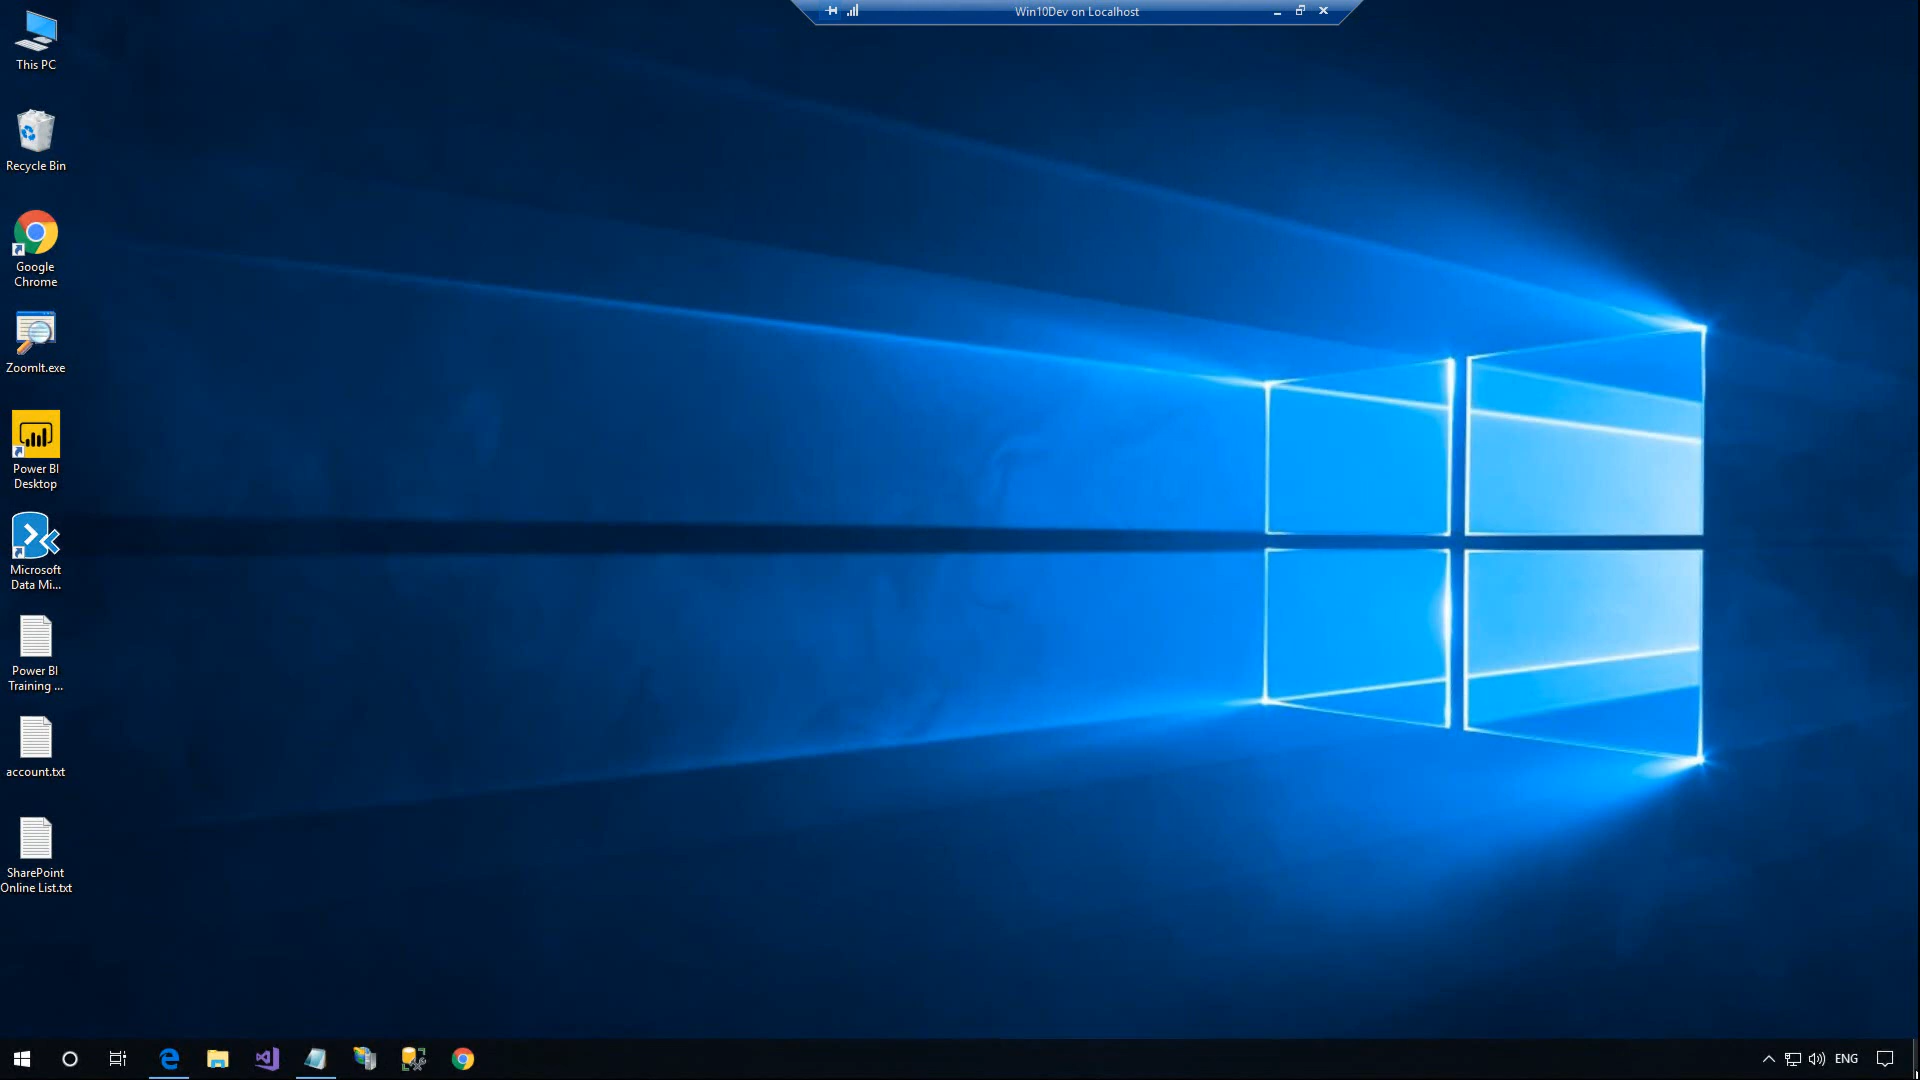 Win10Dev on Localhost
This PC
Recycle Bin
Google
Chrome
ZoomIt.exe
Power BI
Desktop
Microsoft
Data Mi...
Power BI
Training ...
account.txt
SharePoint
Online List.txt
ENG